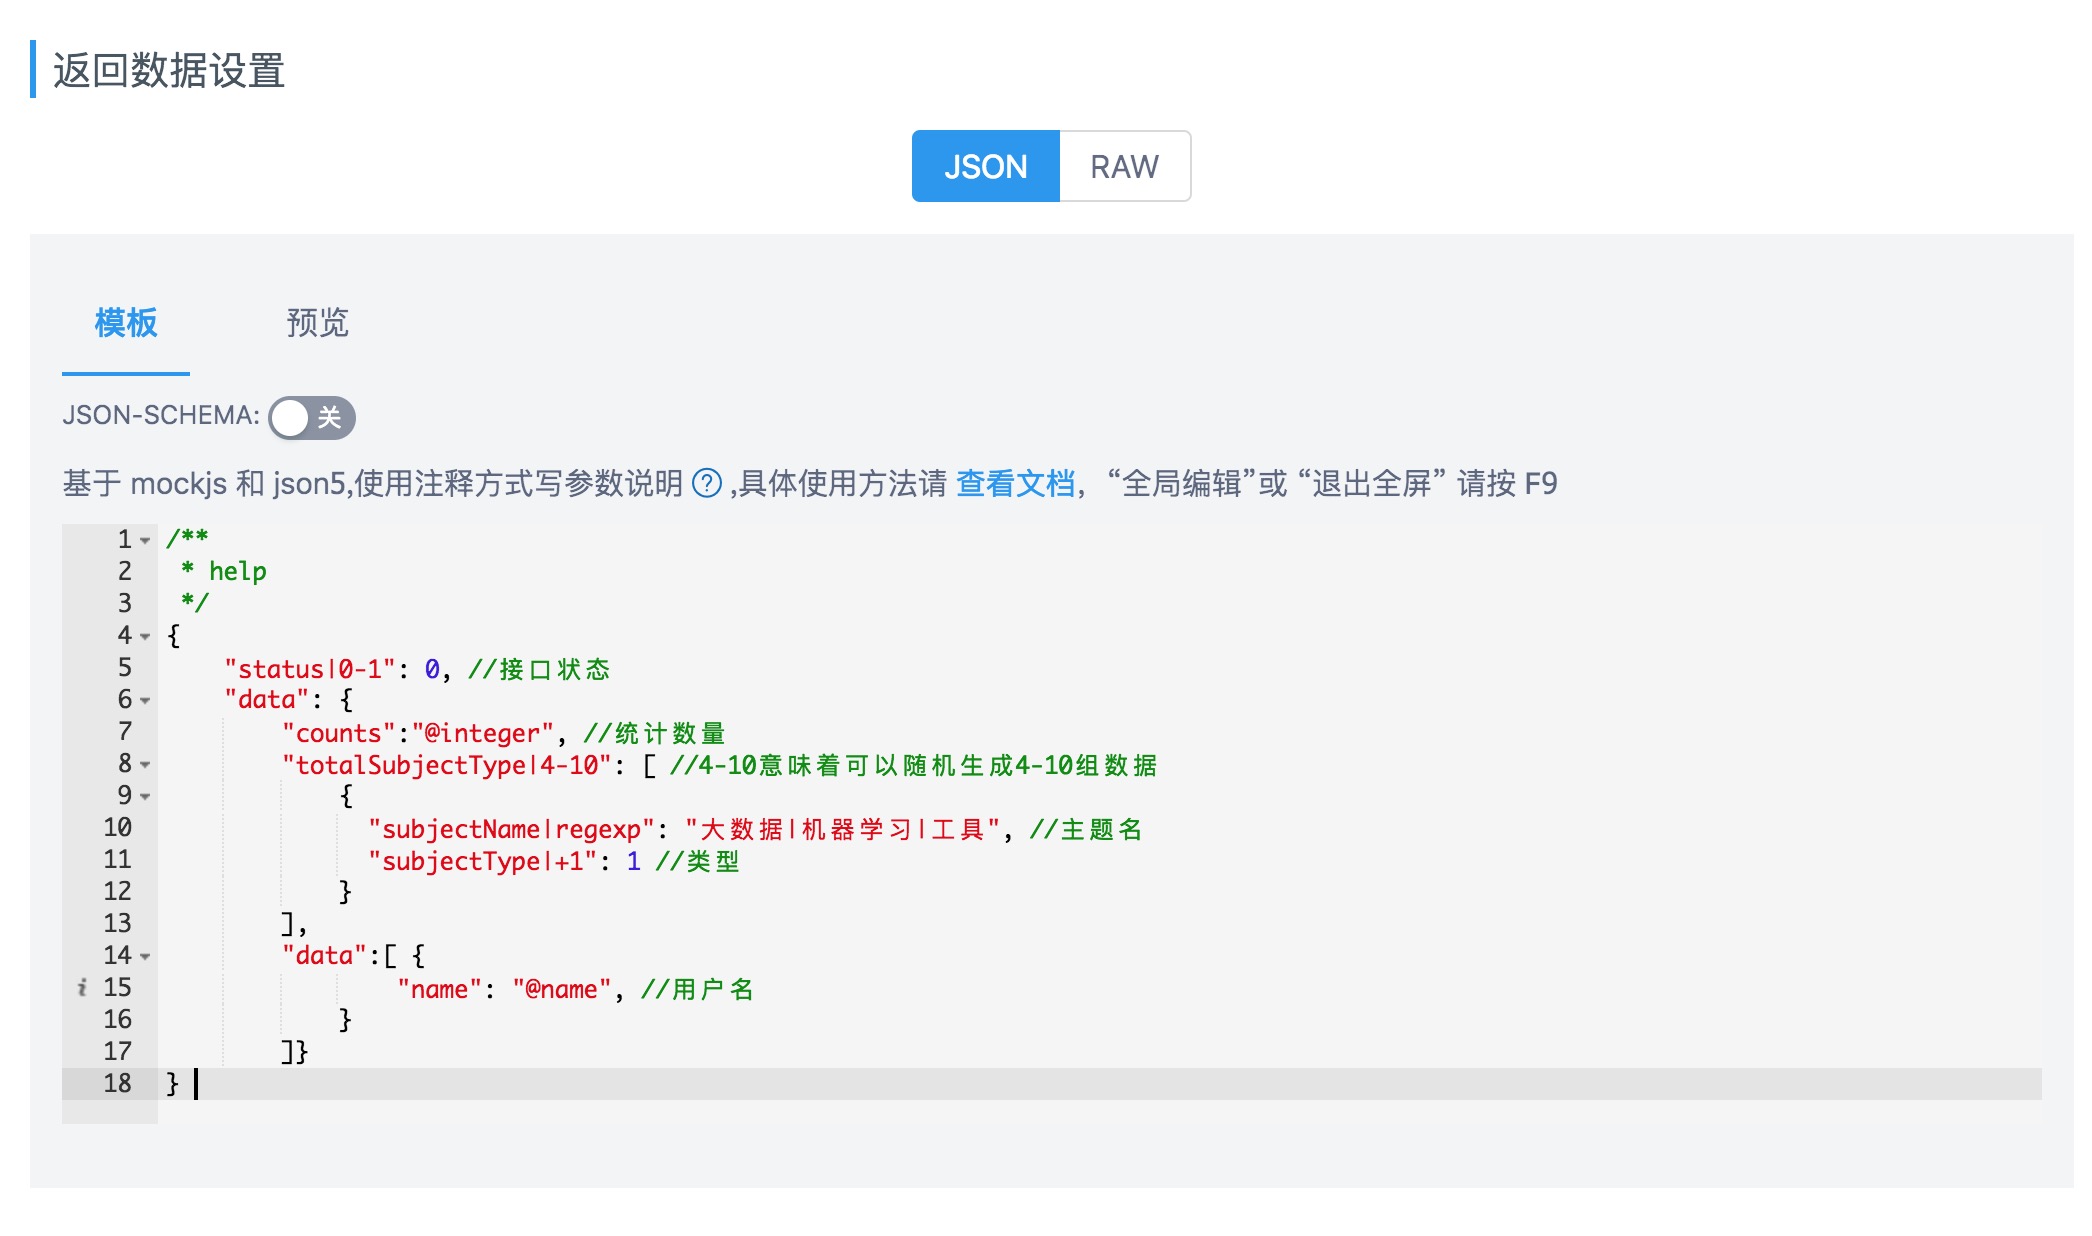 返回数据设置
JSON RAW
模板 预览
JSON-SCHEMA: 关
基于 mockjs 和 json5,使用注释方式写参数说明 ? ,具体使用方法请 查看文档， “全局编辑”或 “退出全屏” 请按 F9
1 /**
2  * help
3  */
4 {
5     "status|0-1": 0, //接口状态
6     "data": {
7         "counts":"@integer", //统计数量
8         "totalSubjectType|4-10": [ //4-10意味着可以随机生成4-10组数据
9             {
10               "subjectName|regexp": "大数据|机器学习|工具", //主题名
11               "subjectType|+1": 1 //类型
12             }
13         ],
14         "data":[ {
i 15                 "name": "@name", //用户名
16             }
17         ]}
18 }